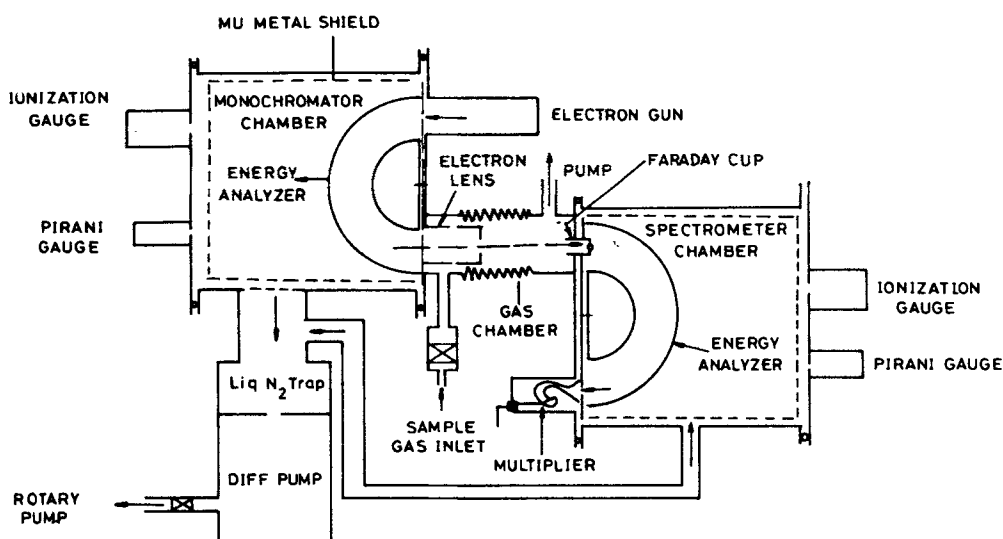 MU METAL SHIELD
IONIZATION
GAUGE
MONOCHROMATOR
CHAMBER
ELECTRON GUN
ELECTRON
LENS
PUMP
FARADAY CUP
ENERGY
ANALYZER
PIRANI
GAUGE
SPECTROMETER
CHAMBER
GAS
CHAMBER
IONIZATION
GAUGE
ENERGY
ANALYZER
PIRANI GAUGE
Liq N2 Trap
SAMPLE
GAS INLET
MULTIPLIER
DIFF PUMP
ROTARY
PUMP